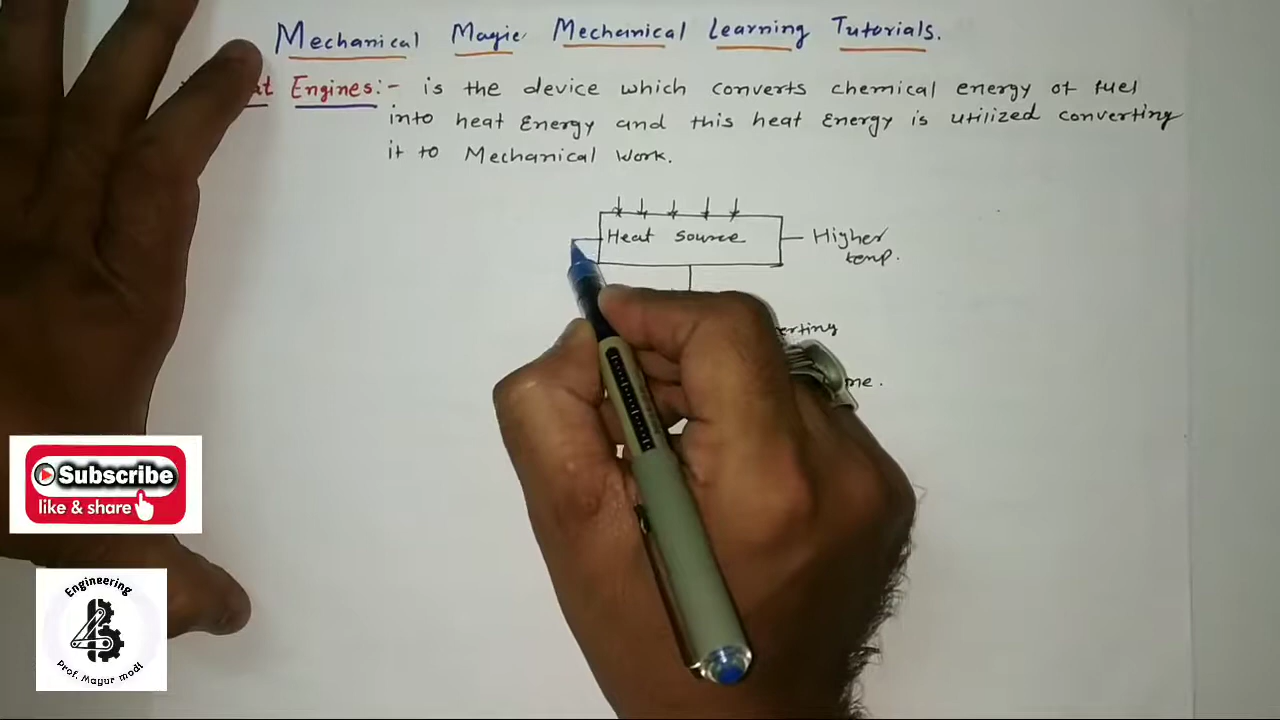 Mechanical Magic Mechanical Learning Tutorials.
Engines:- is the device which converts chemical energy of fuel
into heat Energy and this heat Energy is utilized converting
it to Mechanical Work.
Heat Source
Higher
temp.
Subscribe
like & share
Engineering
Prof. Mayur modi